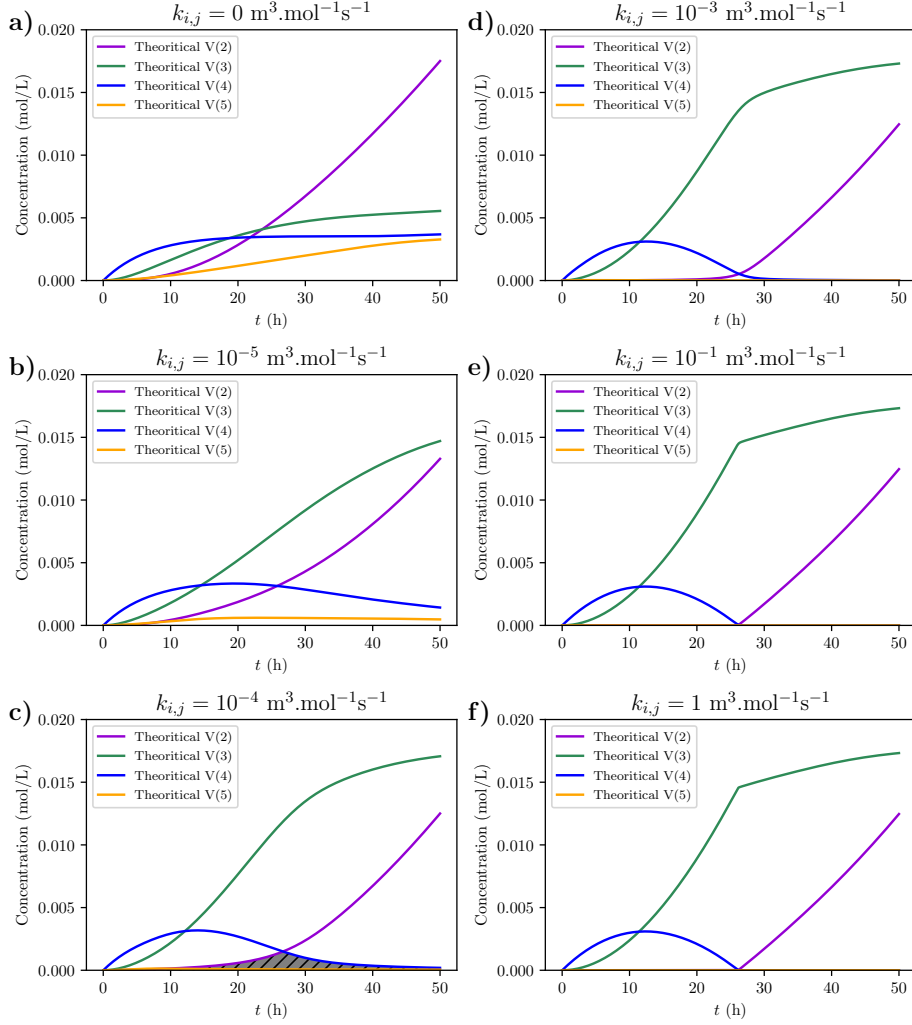 a)
k_{i,j} = 0 m³.mol⁻¹s⁻¹
Concentration (mol/L)
0.020
0.015
0.010
0.005
0.000
Theoritical V(2)
Theoritical V(3)
Theoritical V(4)
Theoritical V(5)
0 10 20 30 40 50
t (h)
d)
k_{i,j} = 10⁻³ m³.mol⁻¹s⁻¹
Concentration (mol/L)
0.020
0.015
0.010
0.005
0.000
Theoritical V(2)
Theoritical V(3)
Theoritical V(4)
Theoritical V(5)
0 10 20 30 40 50
t (h)
b)
k_{i,j} = 10⁻⁵ m³.mol⁻¹s⁻¹
Concentration (mol/L)
0.020
0.015
0.010
0.005
0.000
Theoritical V(2)
Theoritical V(3)
Theoritical V(4)
Theoritical V(5)
0 10 20 30 40 50
t (h)
e)
k_{i,j} = 10⁻¹ m³.mol⁻¹s⁻¹
Concentration (mol/L)
0.020
0.015
0.010
0.005
0.000
Theoritical V(2)
Theoritical V(3)
Theoritical V(4)
Theoritical V(5)
0 10 20 30 40 50
t (h)
c)
k_{i,j} = 10⁻⁴ m³.mol⁻¹s⁻¹
Concentration (mol/L)
0.020
0.015
0.010
0.005
0.000
Theoritical V(2)
Theoritical V(3)
Theoritical V(4)
Theoritical V(5)
0 10 20 30 40 50
t (h)
f)
k_{i,j} = 1 m³.mol⁻¹s⁻¹
Concentration (mol/L)
0.020
0.015
0.010
0.005
0.000
Theoritical V(2)
Theoritical V(3)
Theoritical V(4)
Theoritical V(5)
0 10 20 30 40 50
t (h)